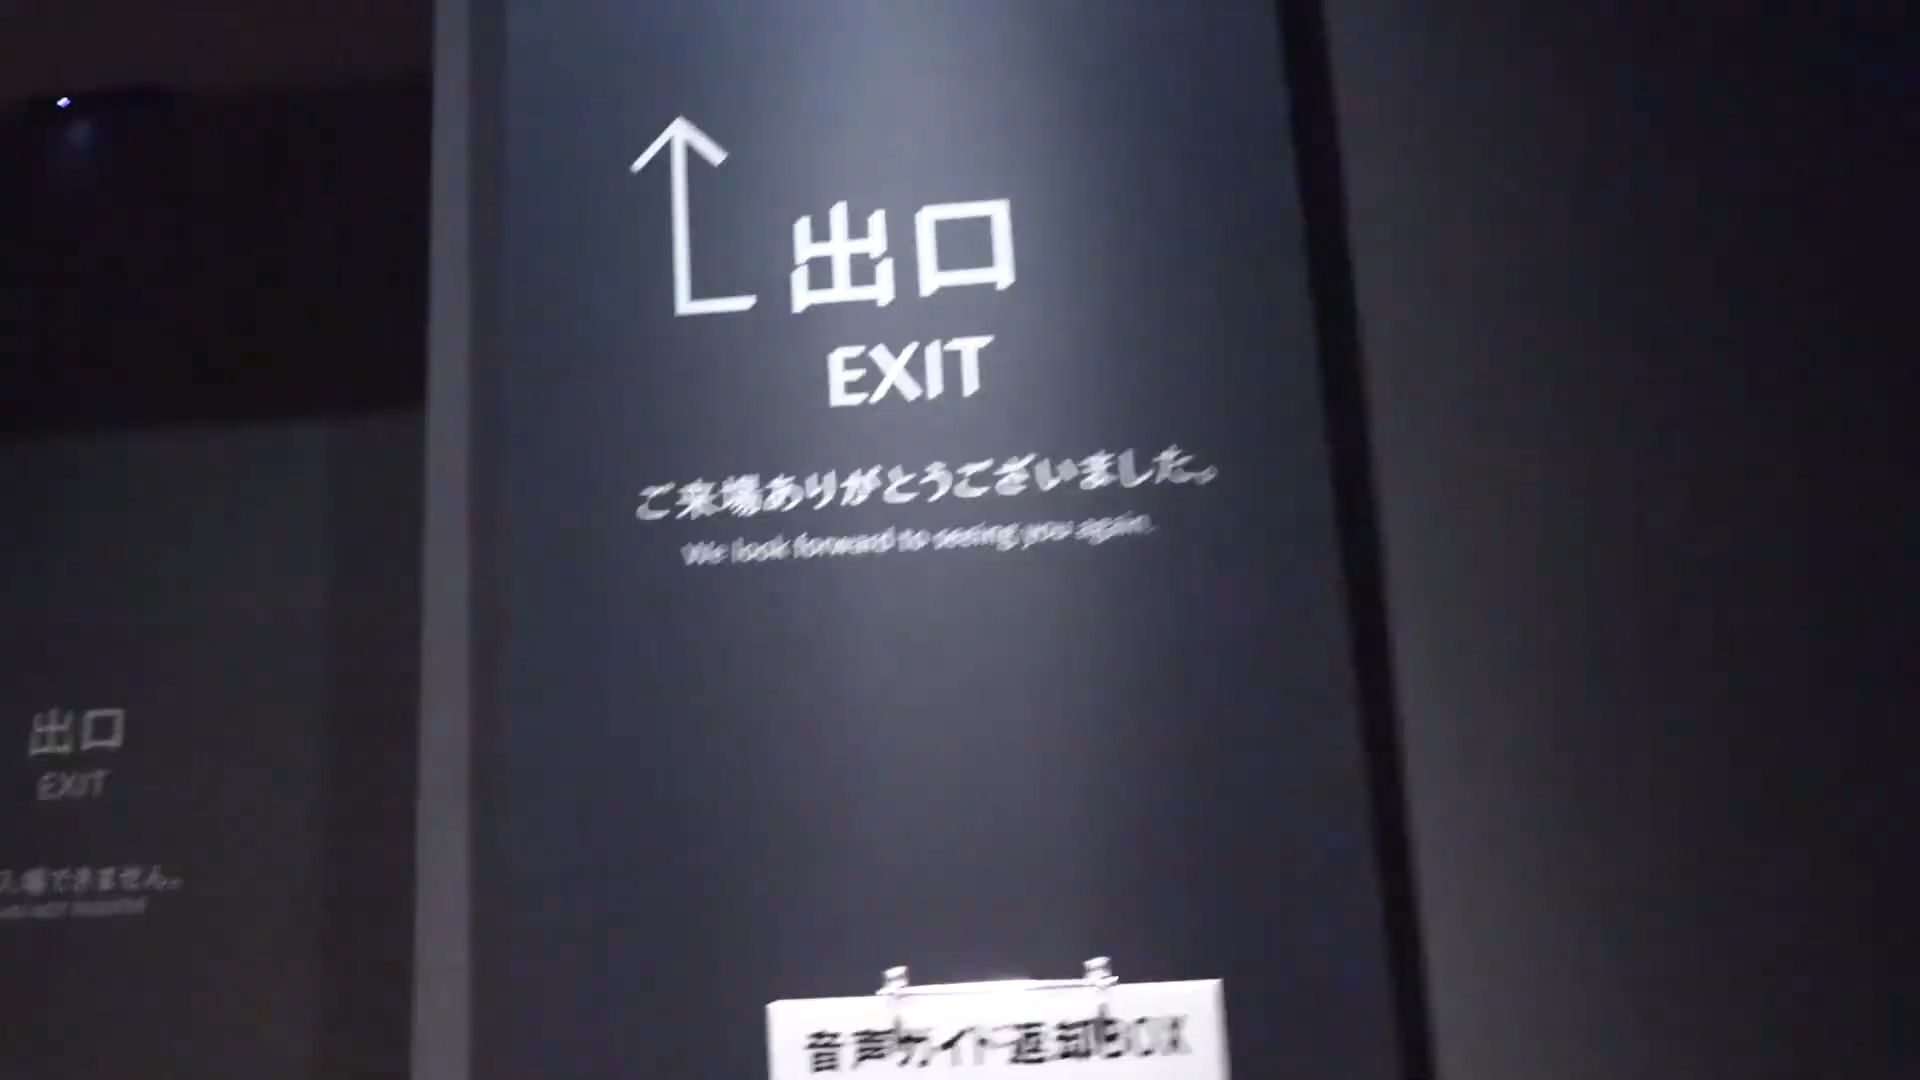 出口
EXIT
ご来場ありがとうございました。
We look forward to seeing you again.
出口
EXIT
入場できません。
音声ガイド返却BOX